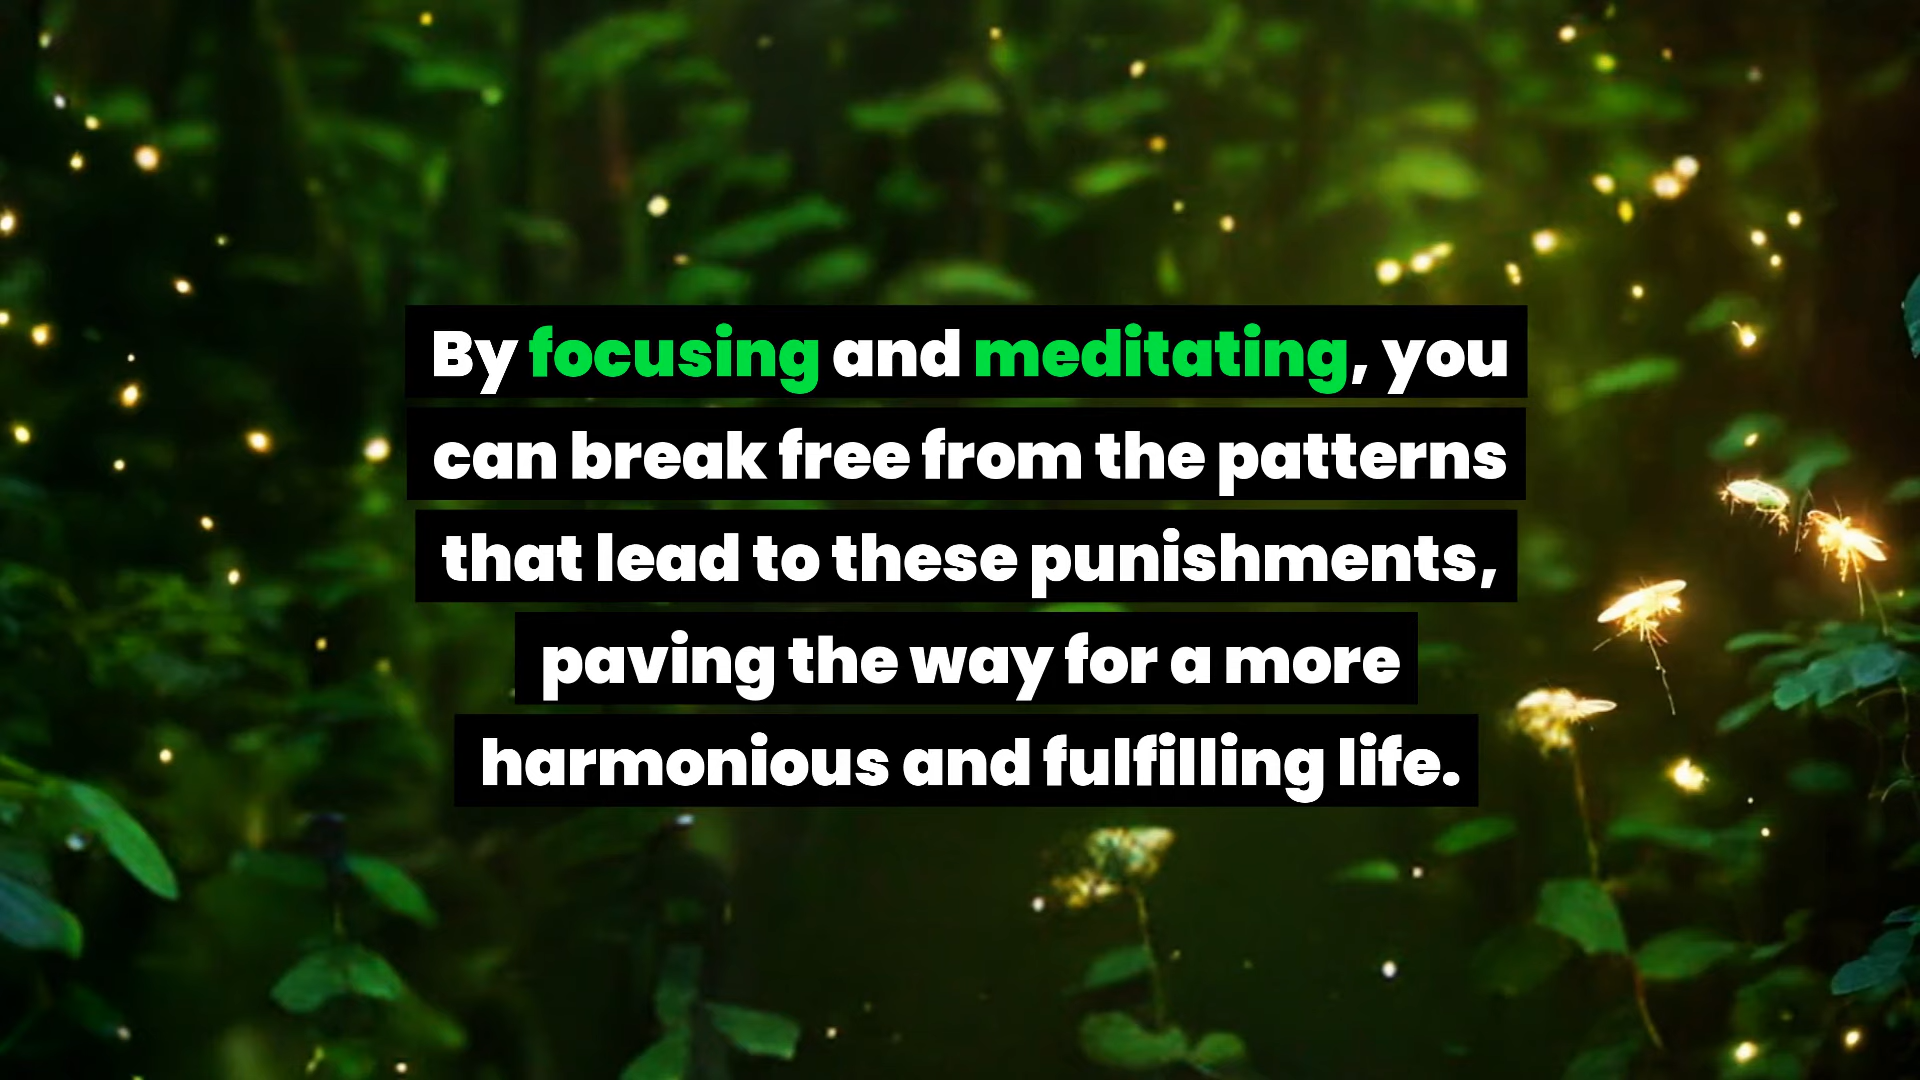 By focusing and meditating, you
can break free from the patterns
that lead to these punishments,
paving the way for a more
harmonious and fulfilling life.